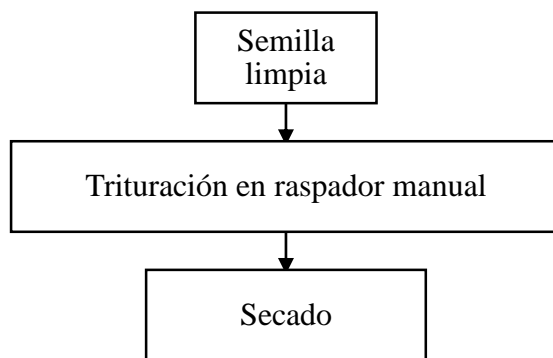 Semilla
limpia
Trituración en raspador manual
Secado